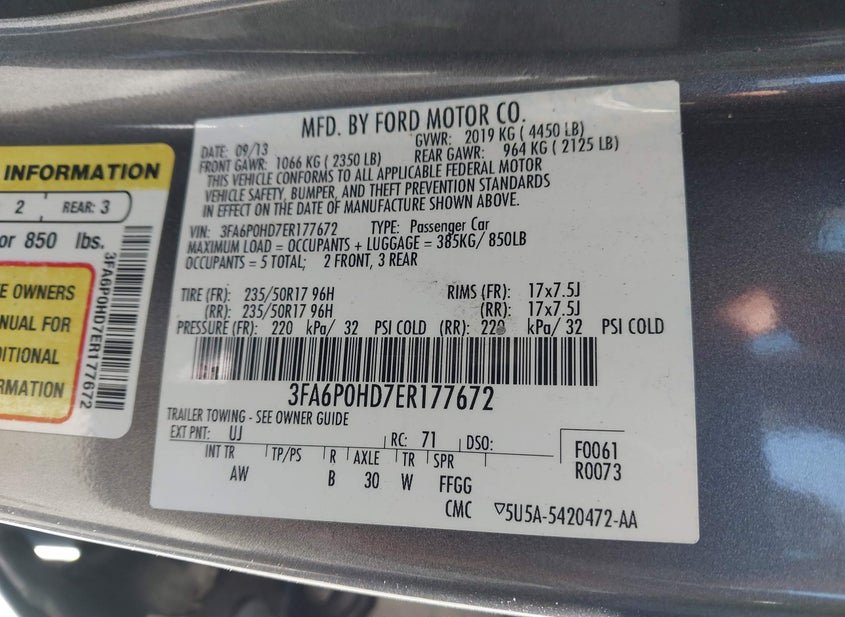 INFORMATION
2 REAR: 3
or 850 lbs.
E OWNERS
NUAL FOR
DITIONAL
RMATION
3FA6P0HD7ER177672
MFD. BY FORD MOTOR CO.
DATE: 09/13 GVWR: 2019 KG ( 4450 LB)
FRONT GAWR: 1066 KG ( 2350 LB) REAR GAWR: 964 KG ( 2125 LB)
THIS VEHICLE CONFORMS TO ALL APPLICABLE FEDERAL MOTOR
VEHICLE SAFETY, BUMPER, AND THEFT PREVENTION STANDARDS
IN EFFECT ON THE DATE OF MANUFACTURE SHOWN ABOVE.
VIN: 3FA6P0HD7ER177672 TYPE: Passenger Car
MAXIMUM LOAD = OCCUPANTS + LUGGAGE = 385KG/ 850LB
OCCUPANTS = 5 TOTAL; 2 FRONT, 3 REAR
TIRE (FR): 235/50R17 96H RIMS (FR): 17x7.5J
(RR): 235/50R17 96H (RR): 17x7.5J
PRESSURE (FR): 220 kPa/ 32 PSI COLD (RR): 220 kPa/ 32 PSI COLD
3FA6P0HD7ER177672
TRAILER TOWING - SEE OWNER GUIDE
EXT PNT: UJ RC: 71 DSO: F0061
INT TR TP/PS R AXLE TR SPR R0073
AW B 30 W FFGG
CMC ▽5U5A-5420472-AA